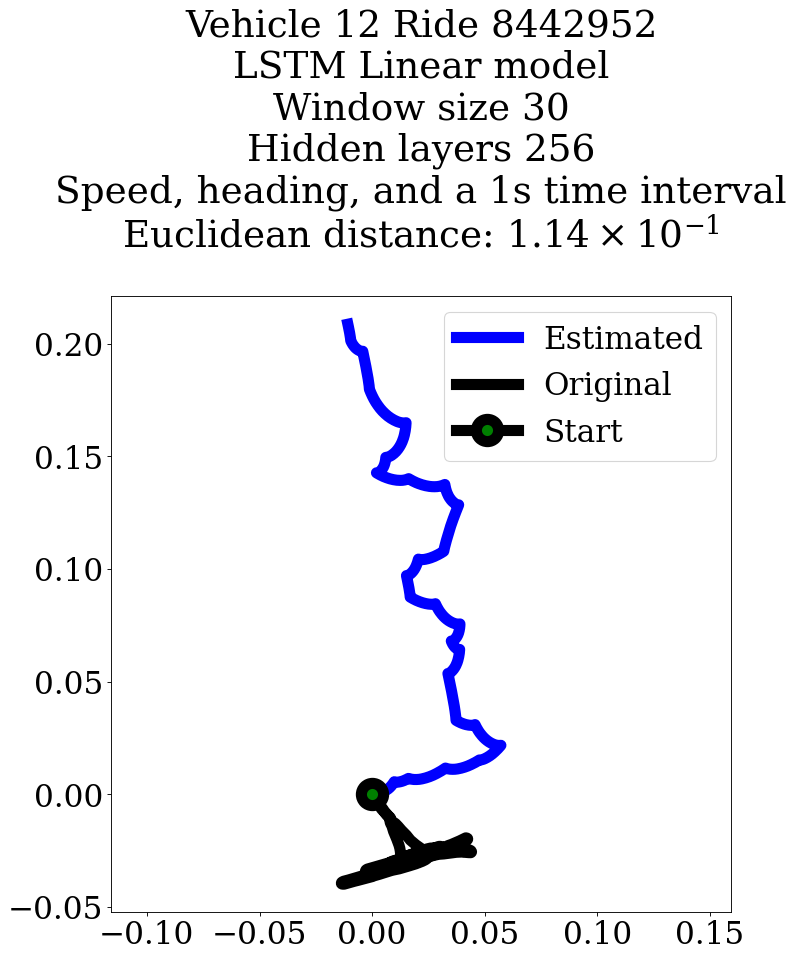 Vehicle 12 Ride 8442952
LSTM Linear model
Window size 30
Hidden layers 256
Speed, heading, and a 1s time interval
Euclidean distance: 1.14 × 10⁻¹
Estimated
Original
Start
0.20
0.15
0.10
0.05
0.00
−0.05
−0.10 −0.05 0.00 0.05 0.10 0.15